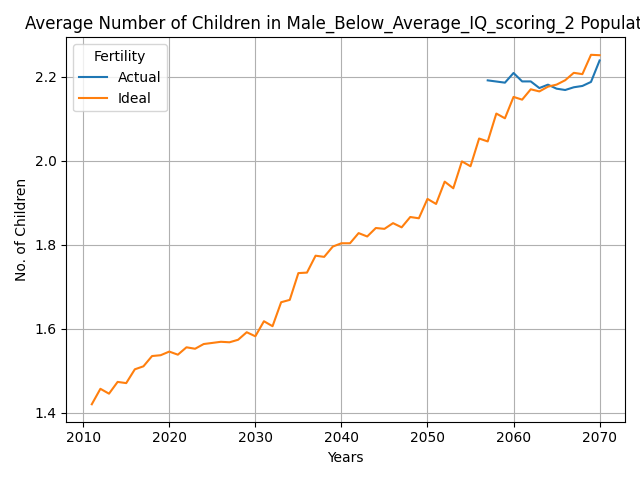 Average Number of Children in Male_Below_Average_IQ_scoring_2 Populat
Fertility
Actual
Ideal
No. of Children
2.2
2.0
1.8
1.6
1.4
2010 2020 2030 2040 2050 2060 2070
Years